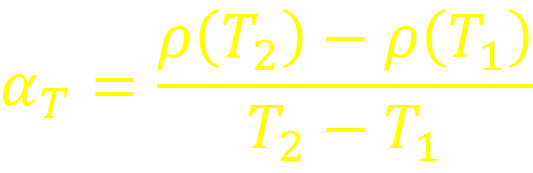 α_T = (ρ(T_2) − ρ(T_1)) / (T_2 − T_1)